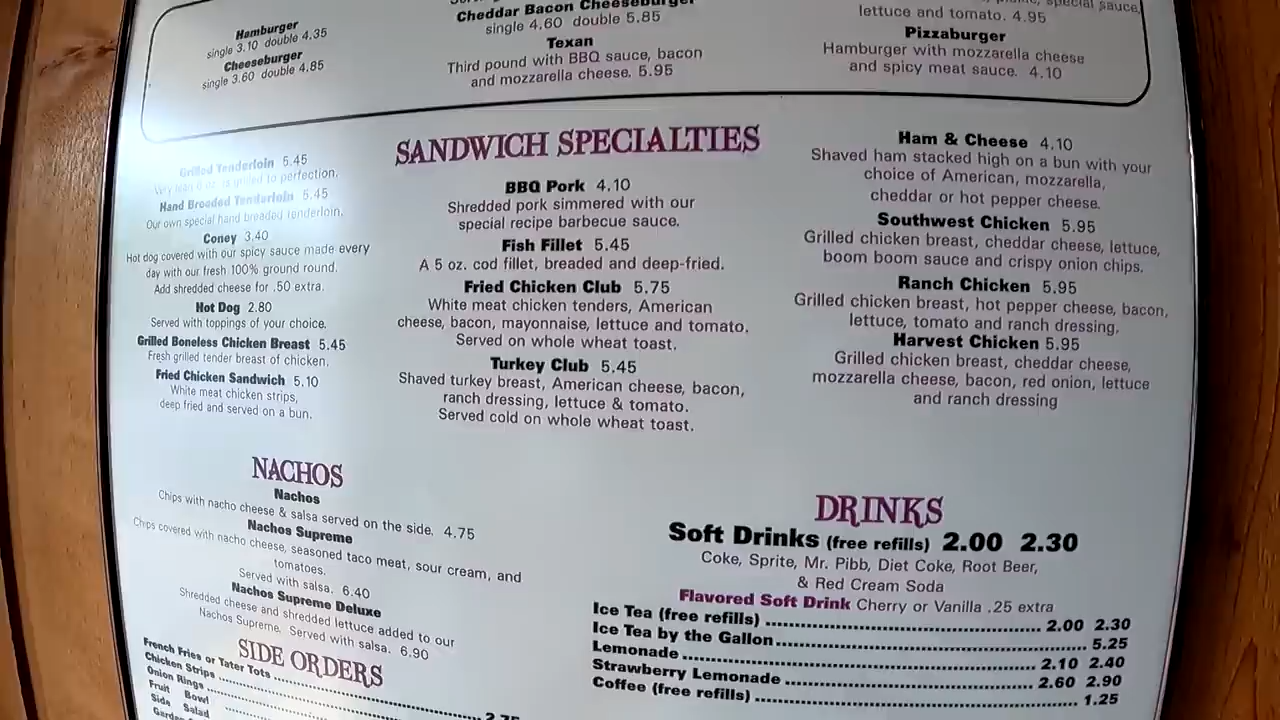 Hamburger
single 3.10 double 4.35
Cheeseburger
single 3.60 double 4.85
Cheddar Bacon Cheeseburger
single 4.60 double 5.85
Texan
Third pound with BBQ sauce, bacon
and mozzarella cheese. 5.95
special sauce,
lettuce and tomato. 4.95
Pizzaburger
Hamburger with mozzarella cheese
and spicy meat sauce. 4.10
SANDWICH SPECIALTIES
Grilled Tenderloin 5.45
Very lean 6 oz. is grilled to perfection.
Hand Breaded Tenderloin 5.45
Our own special hand breaded tenderloin.
Coney 3.40
Hot dog covered with our spicy sauce made every
day with our fresh 100% ground round.
Add shredded cheese for .50 extra.
Hot Dog 2.80
Served with toppings of your choice.
Grilled Boneless Chicken Breast 5.45
Fresh grilled tender breast of chicken.
Fried Chicken Sandwich 5.10
White meat chicken strips,
deep fried and served on a bun.
BBQ Pork 4.10
Shredded pork simmered with our
special recipe barbecue sauce.
Fish Fillet 5.45
A 5 oz. cod fillet, breaded and deep-fried.
Fried Chicken Club 5.75
White meat chicken tenders, American
cheese, bacon, mayonnaise, lettuce and tomato.
Served on whole wheat toast.
Turkey Club 5.45
Shaved turkey breast, American cheese, bacon,
ranch dressing, lettuce & tomato.
Served cold on whole wheat toast.
Ham & Cheese 4.10
Shaved ham stacked high on a bun with your
choice of American, mozzarella,
cheddar or hot pepper cheese.
Southwest Chicken 5.95
Grilled chicken breast, cheddar cheese, lettuce,
boom boom sauce and crispy onion chips.
Ranch Chicken 5.95
Grilled chicken breast, hot pepper cheese, bacon,
lettuce, tomato and ranch dressing.
Harvest Chicken 5.95
Grilled chicken breast, cheddar cheese,
mozzarella cheese, bacon, red onion, lettuce
and ranch dressing
NACHOS
Nachos
Chips with nacho cheese & salsa served on the side. 4.75
Nachos Supreme
Chips covered with nacho cheese, seasoned taco meat, sour cream, and
tomatoes.
Served with salsa. 6.40
Nachos Supreme Deluxe
Shredded cheese and shredded lettuce added to our
Nachos Supreme. Served with salsa. 6.90
SIDE ORDERS
French Fries or Tater Tots 2.75
Chicken Strips
Onion Rings
Fruit Bowl
Side Salad
DRINKS
Soft Drinks (free refills) 2.00 2.30
Coke, Sprite, Mr. Pibb, Diet Coke, Root Beer,
& Red Cream Soda
Flavored Soft Drink Cherry or Vanilla .25 extra
Ice Tea (free refills) 2.00 2.30
Ice Tea by the Gallon 5.25
Lemonade 2.10 2.40
Strawberry Lemonade 2.60 2.90
Coffee (free refills) 1.25